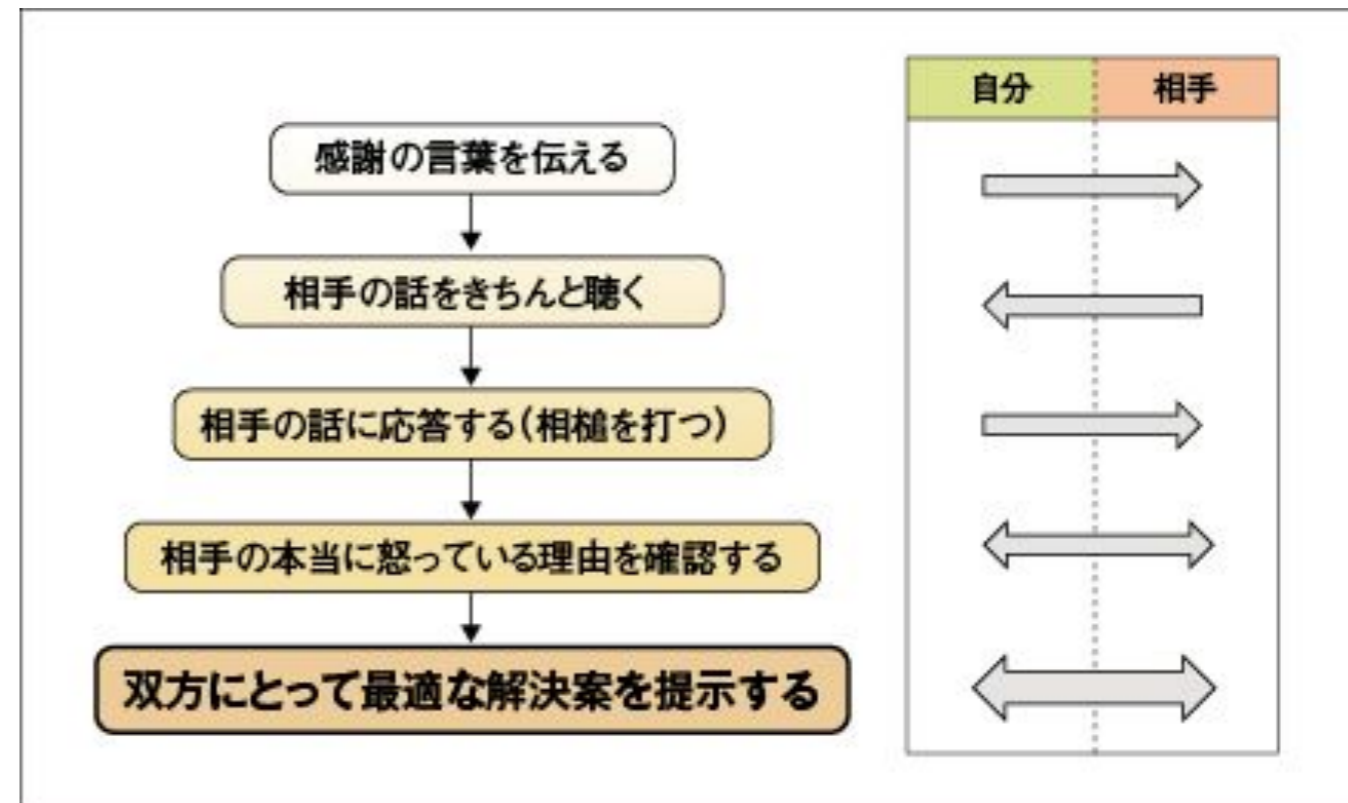 感謝の言葉を伝える
相手の話をきちんと聴く
相手の話に応答する(相槌を打つ)
相手の本当に怒っている理由を確認する
双方にとって最適な解決案を提示する
自分 相手